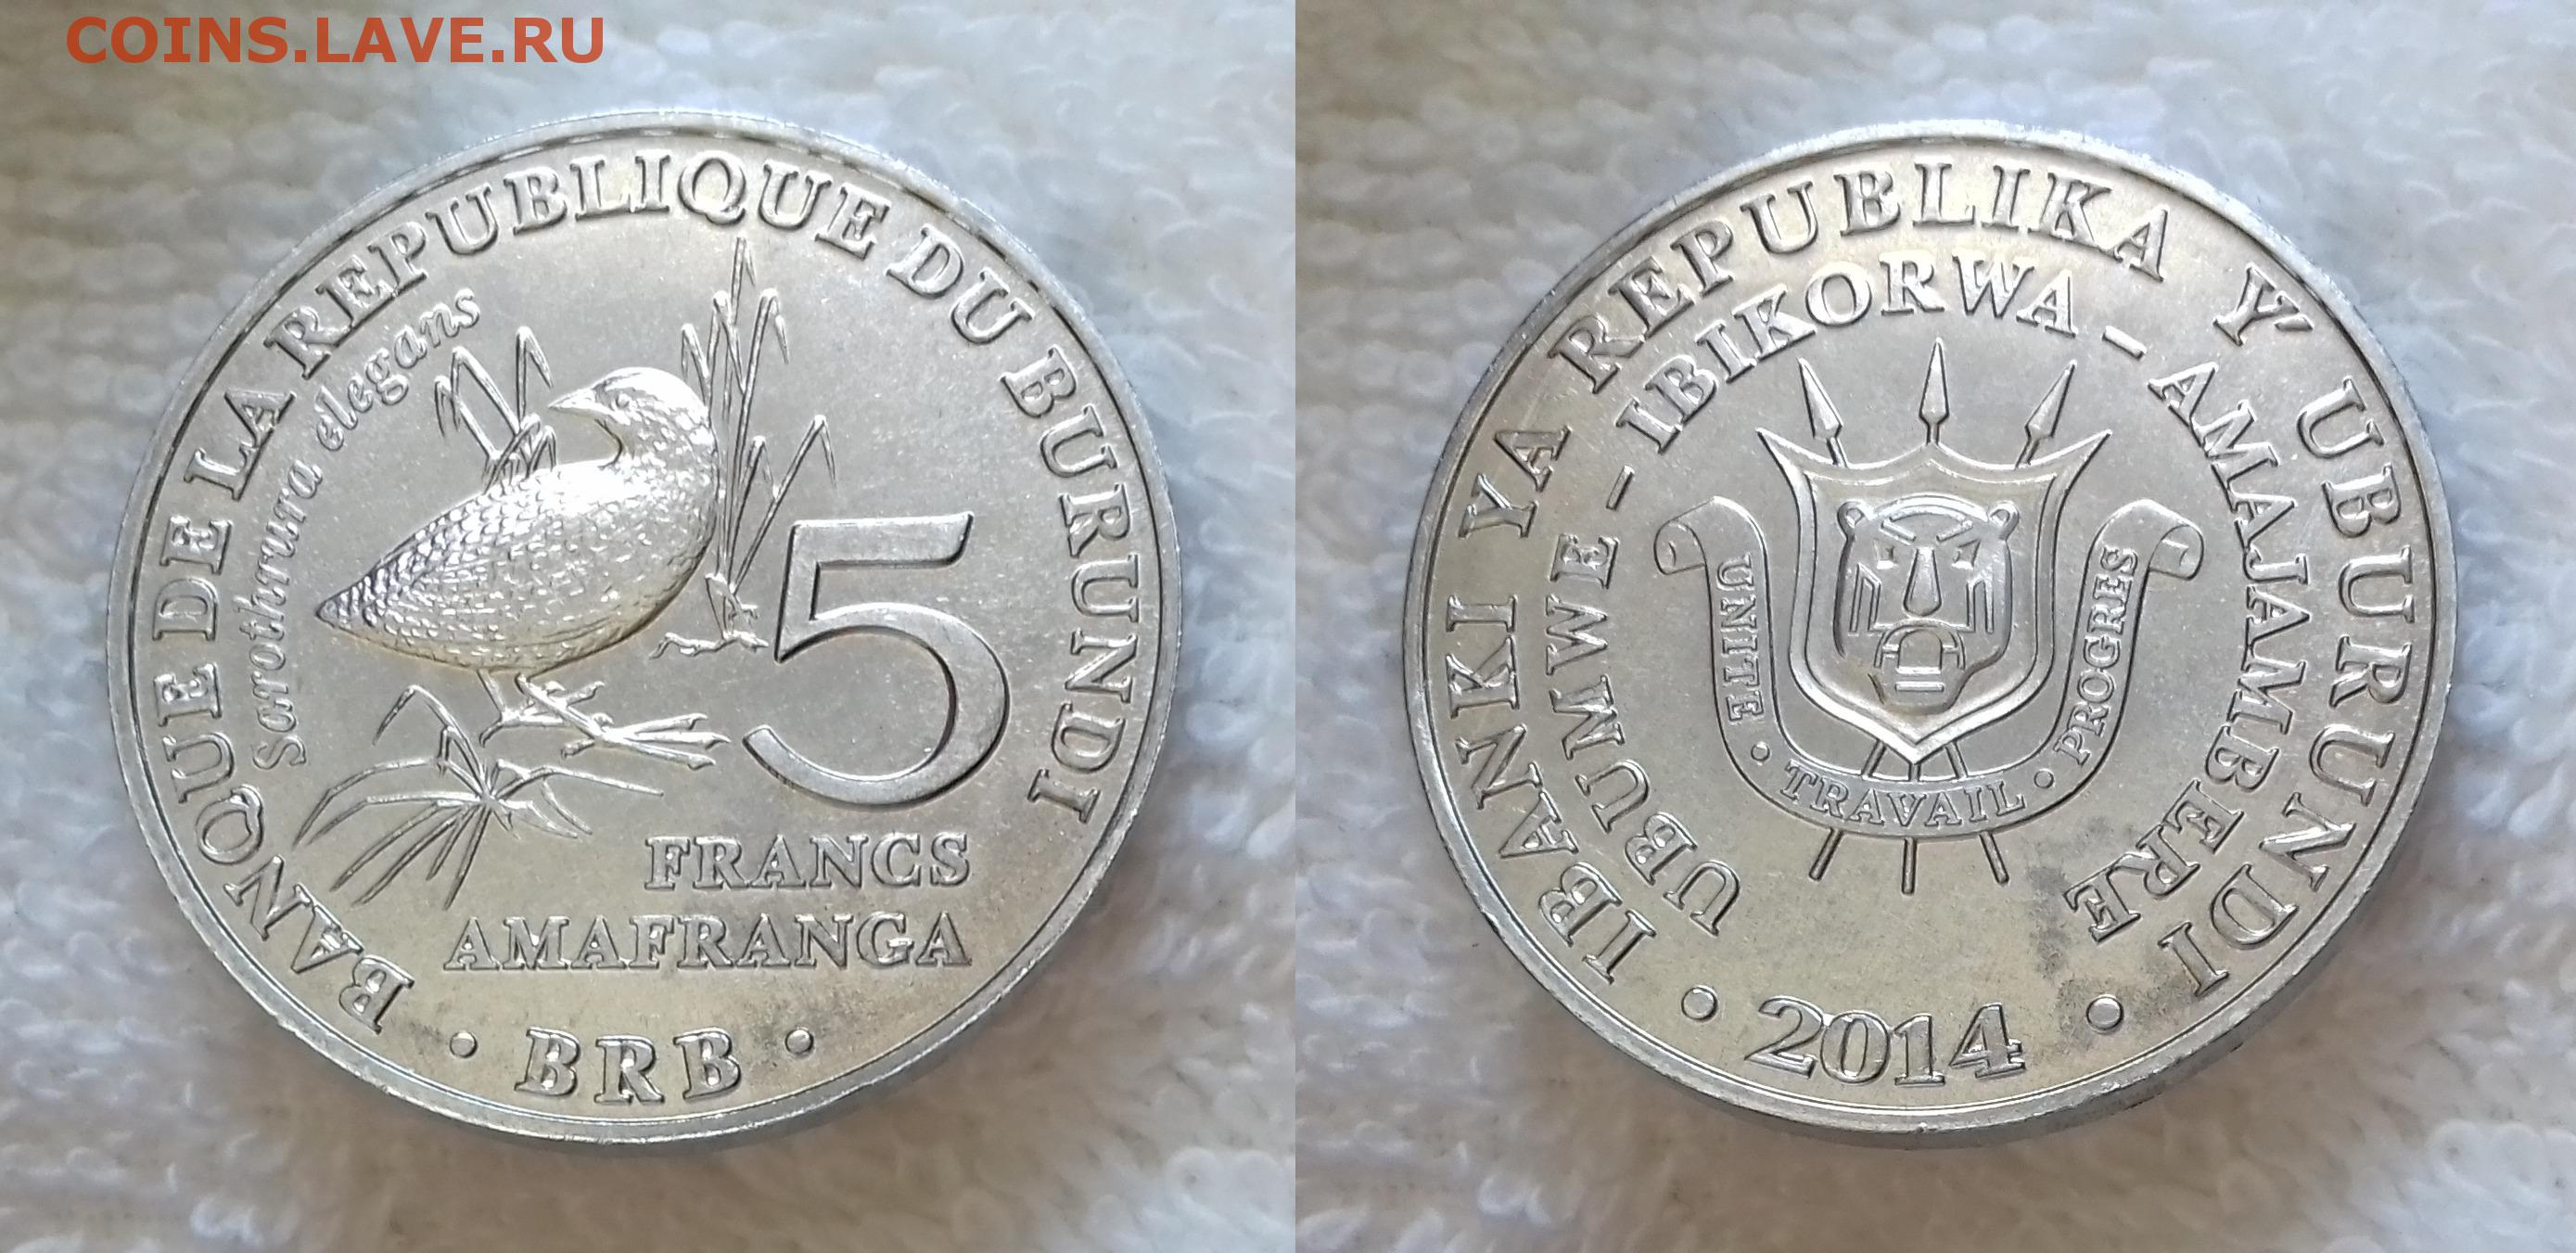 COINS.LAVE.RU
BANQUE DE LA REPUBLIQUE DU BURUNDI
Sarothrura elegans
5
FRANCS
AMAFRANGA
• BRB •
IBANKI YA REPUBLIKA Y' UBURUNDI
UBUMWE - IBIKORWA - AMAJAMBERE
UNITE • TRAVAIL • PROGRES
• 2014 •